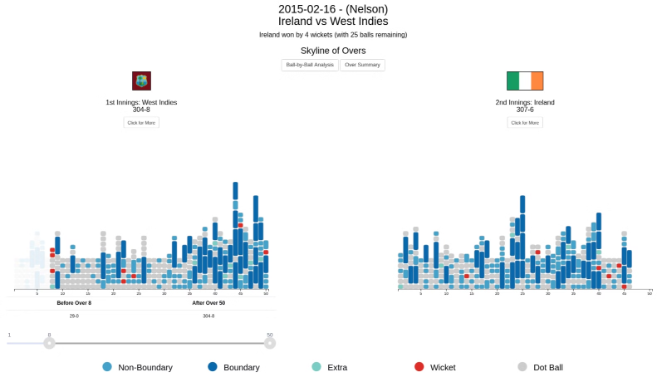 2015-02-16 - (Nelson)
Ireland vs West Indies
Ireland won by 4 wickets (with 25 balls remaining)
Skyline of Overs
Ball-by-Ball Analysis Over Summary
1st Innings: West Indies
304-8
Click for More
2nd Innings: Ireland
307-6
Click for More
Before Over 8 After Over 50
304-8
1 8 50
Non-Boundary Boundary Extra Wicket Dot Ball